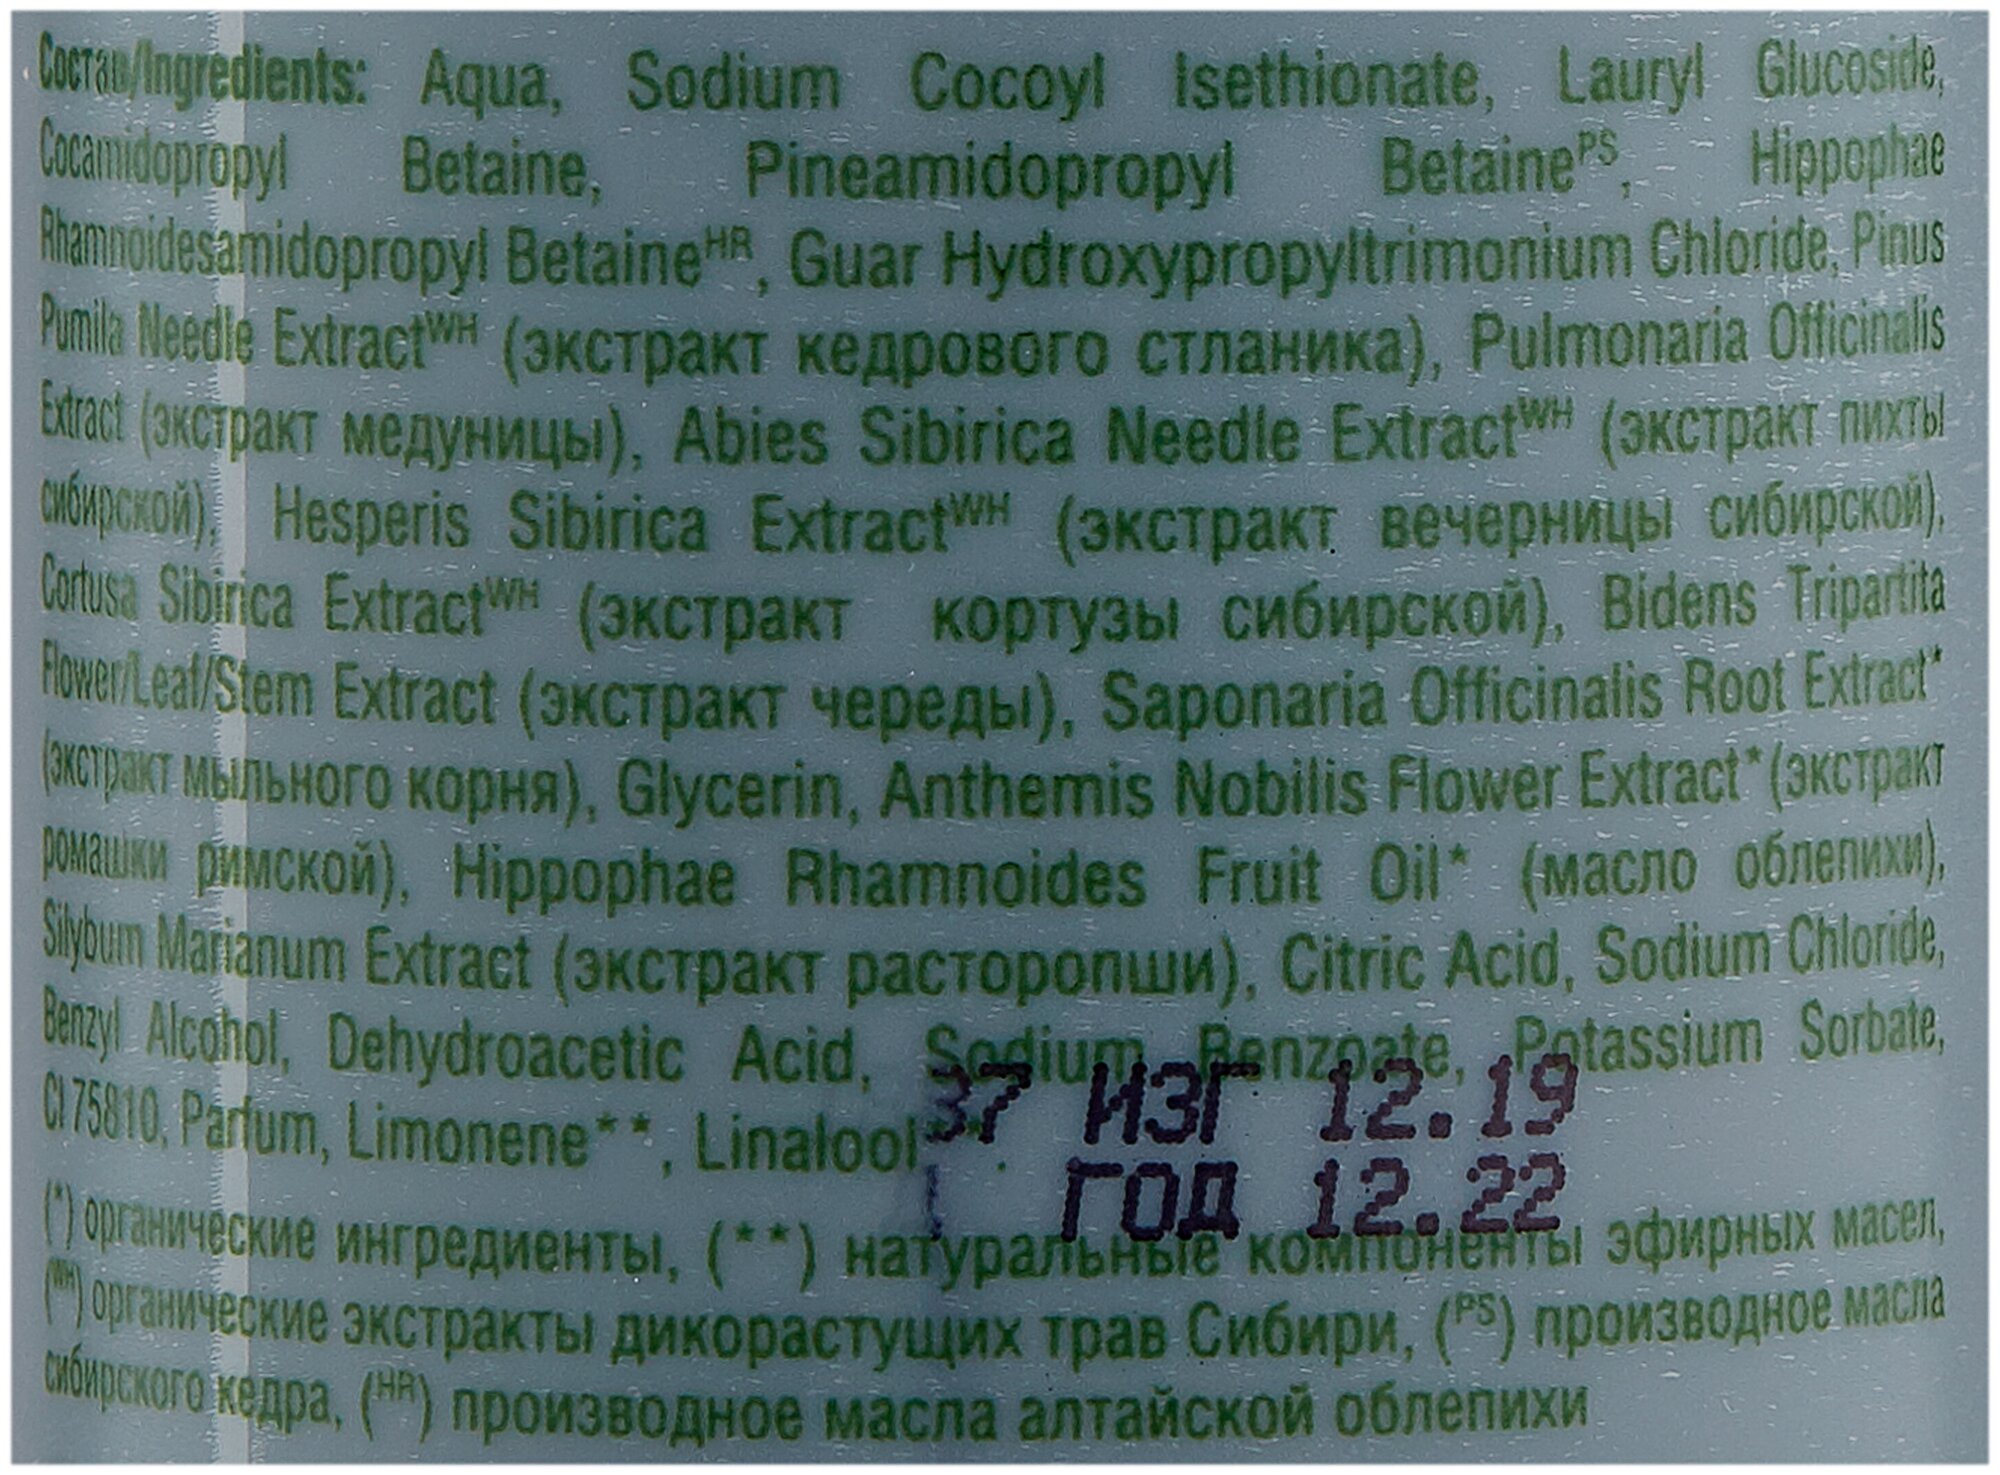 Состав/Ingredients: Aqua, Sodium Cocoyl Isethionate, Lauryl Glucoside,
Cocamidopropyl Betaine, Pineamidopropyl Betaine^PS, Hippophae
Rhamnoidesamidopropyl Betaine^HR, Guar Hydroxypropyltrimonium Chloride, Pinus
Pumila Needle Extract^WH (экстракт кедрового стланика), Pulmonaria Officinalis
Extract (экстракт медуницы), Abies Sibirica Needle Extract^WH (экстракт пихты
сибирской), Hesperis Sibirica Extract^WH (экстракт вечерницы сибирской),
Cortusa Sibirica Extract^WH (экстракт кортузы сибирской), Bidens Tripartita
Flower/Leaf/Stem Extract (экстракт череды), Saponaria Officinalis Root Extract*
(экстракт мыльного корня), Glycerin, Anthemis Nobilis Flower Extract* (экстракт
ромашки римской), Hippophae Rhamnoides Fruit Oil* (масло облепихи),
Silybum Marianum Extract (экстракт расторопши), Citric Acid, Sodium Chloride,
Benzyl Alcohol, Dehydroacetic Acid, Sodium Benzoate, Potassium Sorbate,
CI 75810, Parfum, Limonene**, Linalool**.
37 ИЗГ 12.19
ГОД 12.22
(*) органические ингредиенты, (**) натуральные компоненты эфирных масел,
(^WH) органические экстракты дикорастущих трав Сибири, (^PS) производное масла
сибирского кедра, (^HR) производное масла алтайской облепихи